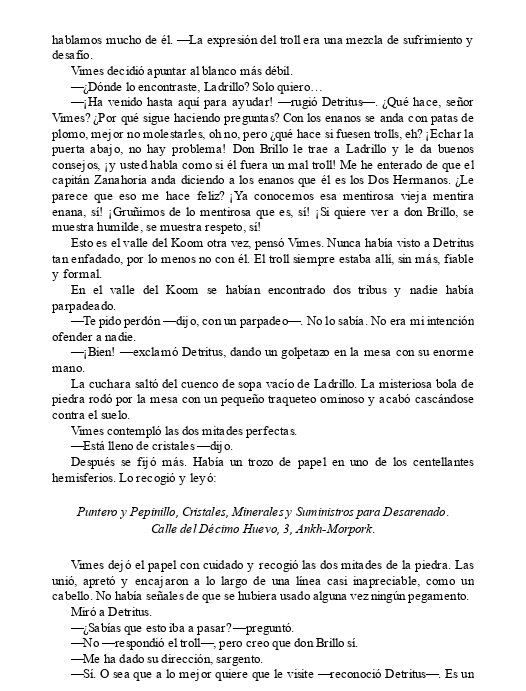 hablamos mucho de él. —La expresión del troll era una mezcla de sufrimiento y
desafío.
Vimes decidió apuntar al blanco más débil.
—¿Dónde lo encontraste, Ladrillo? Solo quiero…
—¡Ha venido hasta aquí para ayudar! —rugió Detritus—. ¿Qué hace, señor
Vimes? ¿Por qué sigue haciendo preguntas? Con los enanos se anda con patas de
plomo, mejor no molestarles, oh no, pero ¿qué hace si fuesen trolls, eh? ¡Echar la
puerta abajo, no hay problema! Don Brillo le trae a Ladrillo y le da buenos
consejos, ¡y usted habla como si él fuera un mal troll! Me he enterado de que el
capitán Zanahoria anda diciendo a los enanos que él es los Dos Hermanos. ¿Le
parece que eso me hace feliz? ¡Ya conocemos esa mentirosa vieja mentira
enana, sí! ¡Gruñimos de lo mentirosa que es, sí! ¡Si quiere ver a don Brillo, se
muestra humilde, se muestra respeto, sí!
Esto es el valle del Koom otra vez, pensó Vimes. Nunca había visto a Detritus
tan enfadado, por lo menos no con él. El troll siempre estaba allí, sin más, fiable
y formal.
En el valle del Koom se habían encontrado dos tribus y nadie había
parpadeado.
—Te pido perdón —dijo, con un parpadeo—. No lo sabía. No era mi intención
ofender a nadie.
—¡Bien! —exclamó Detritus, dando un golpetazo en la mesa con su enorme
mano.
La cuchara saltó del cuenco de sopa vacío de Ladrillo. La misteriosa bola de
piedra rodó por la mesa con un pequeño traqueteo ominoso y acabó cascándose
contra el suelo.
Vimes contempló las dos mitades perfectas.
—Está lleno de cristales —dijo.
Después se fijó más. Había un trozo de papel en uno de los centellantes
hemisferios. Lo recogió y leyó:
Puntero y Pepinillo, Cristales, Minerales y Suministros para Desarenado.
Calle del Décimo Huevo, 3, Ankh-Morpork.
Vimes dejó el papel con cuidado y recogió las dos mitades de la piedra. Las
unió, apretó y encajaron a lo largo de una línea casi inapreciable, como un
cabello. No había señales de que se hubiera usado alguna vez ningún pegamento.
Miró a Detritus.
—¿Sabías que esto iba a pasar? —preguntó.
—No —respondió el troll—, pero creo que don Brillo sí.
—Me ha dado su dirección, sargento.
—Sí. O sea que a lo mejor quiere que le visite —reconoció Detritus—. Es un